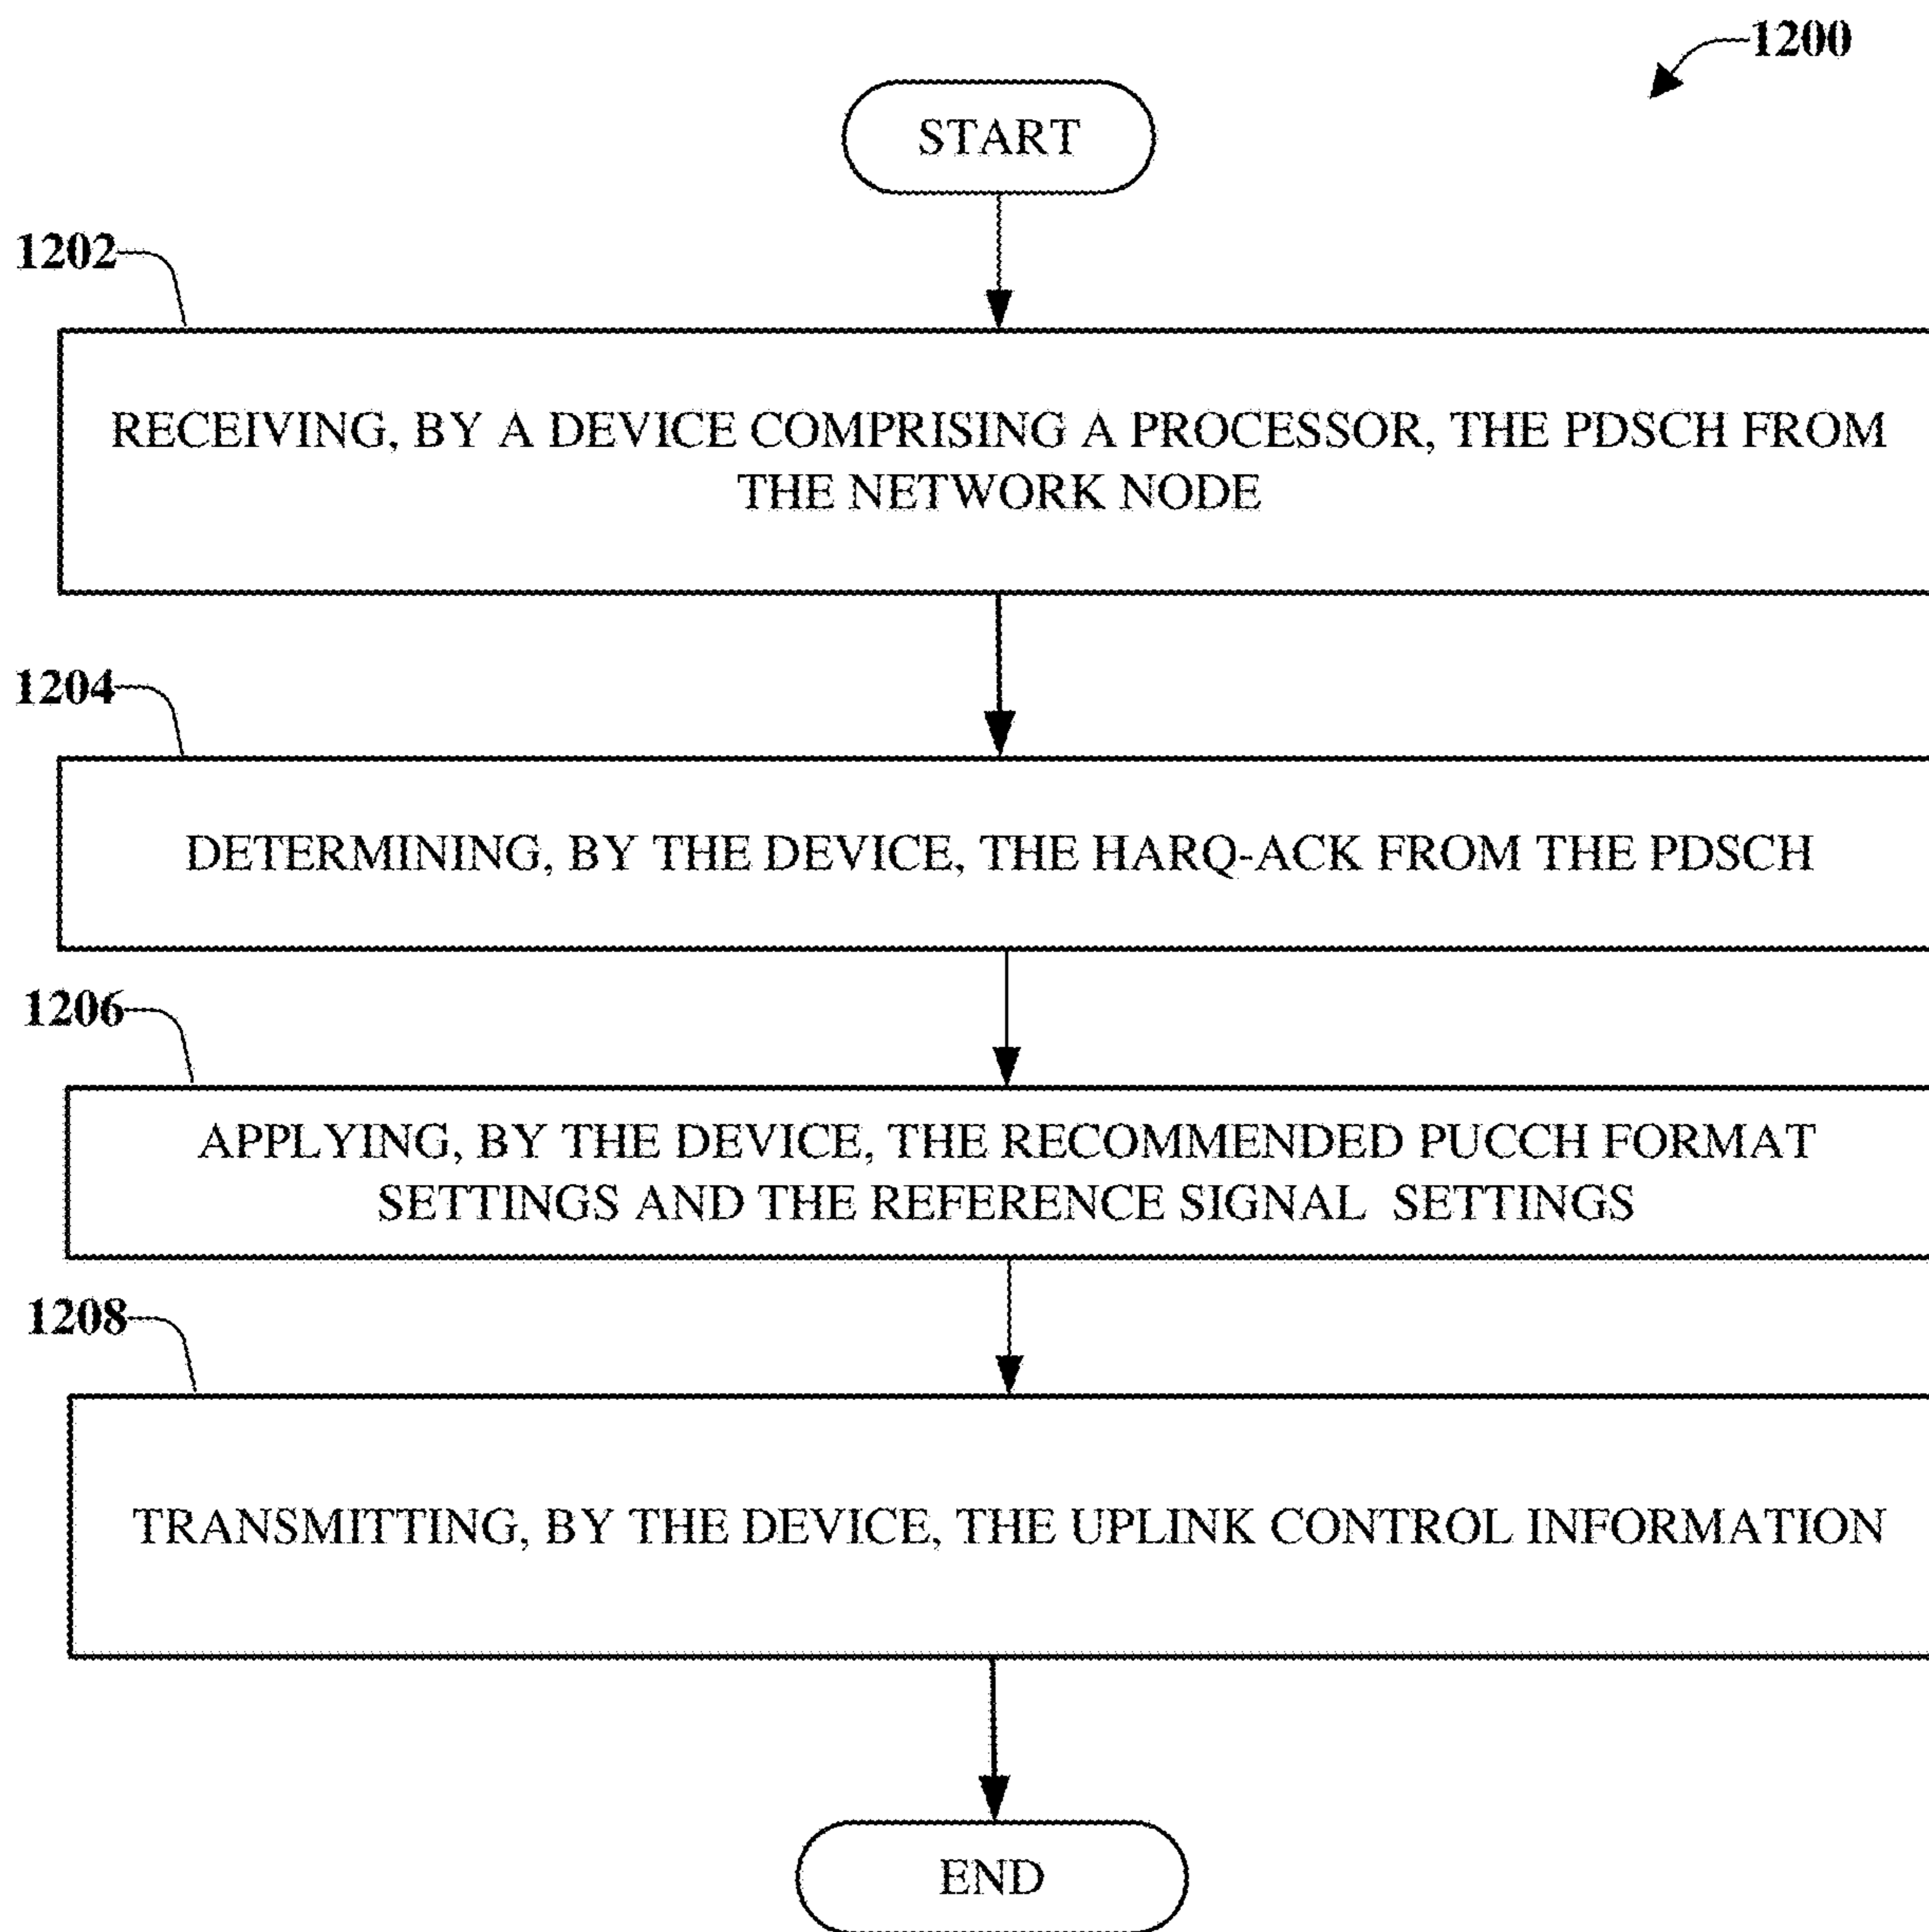 1200
START
1202
RECEIVING, BY A DEVICE COMPRISING A PROCESSOR, THE PDSCH FROM
THE NETWORK NODE
1204
DETERMINING, BY THE DEVICE, THE HARQ-ACK FROM THE PDSCH
1206
APPLYING, BY THE DEVICE, THE RECOMMENDED PUCCH FORMAT
SETTINGS AND THE REFERENCE SIGNAL SETTINGS
1208
TRANSMITTING, BY THE DEVICE, THE UPLINK CONTROL INFORMATION
END